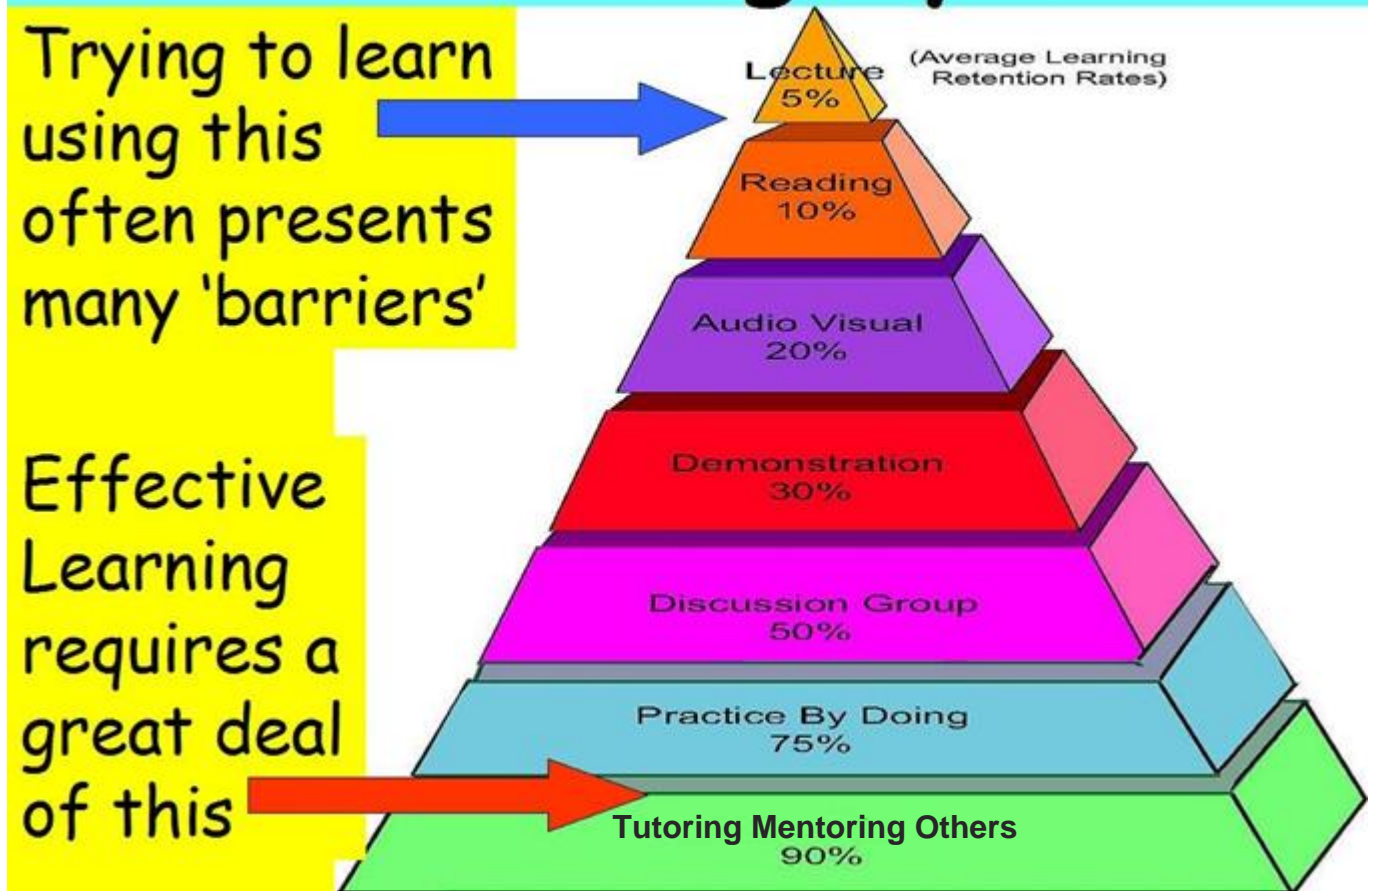 Trying to learn
using this
often presents
many ‘barriers’
Effective
Learning
requires a
great deal
of this
(Average Learning
Retention Rates)
Lecture
5%
Reading
10%
Audio Visual
20%
Demonstration
30%
Discussion Group
50%
Practice By Doing
75%
Tutoring Mentoring Others
90%